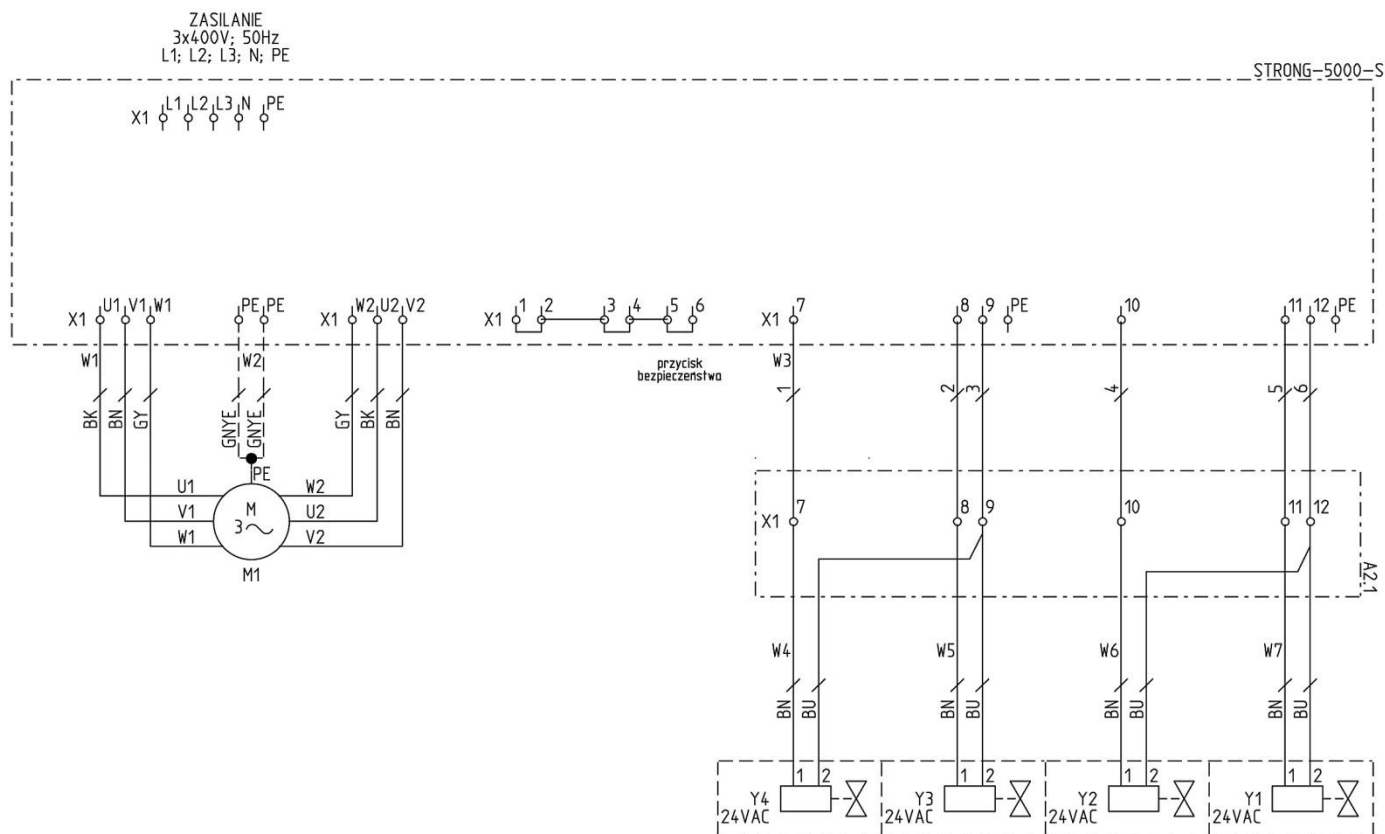 ZASILANIE
3x400V; 50Hz
L1; L2; L3; N; PE
STRONG-5000-S
X1 L1 L2 L3 N PE
X1 U1 V1 W1 PE PE X1 W2 U2 V2 X1 1 2 3 4 5 6 X1 7 8 9 PE 10 11 12 PE
W1 W2 przycisk W3
bezpieczeństwa
1 2 3 4 5 6
BK BN GY GNYE GNYE GY BK BN
PE
U1 M W2
V1 3 U2
W1 V2
M1
X1 7 8 9 10 11 12
A2.1
W4 W5 W6 W7
BN BU BN BU BN BU BN BU
1 2 1 2 1 2 1 2
Y4 Y3 Y2 Y1
24VAC 24VAC 24VAC 24VAC